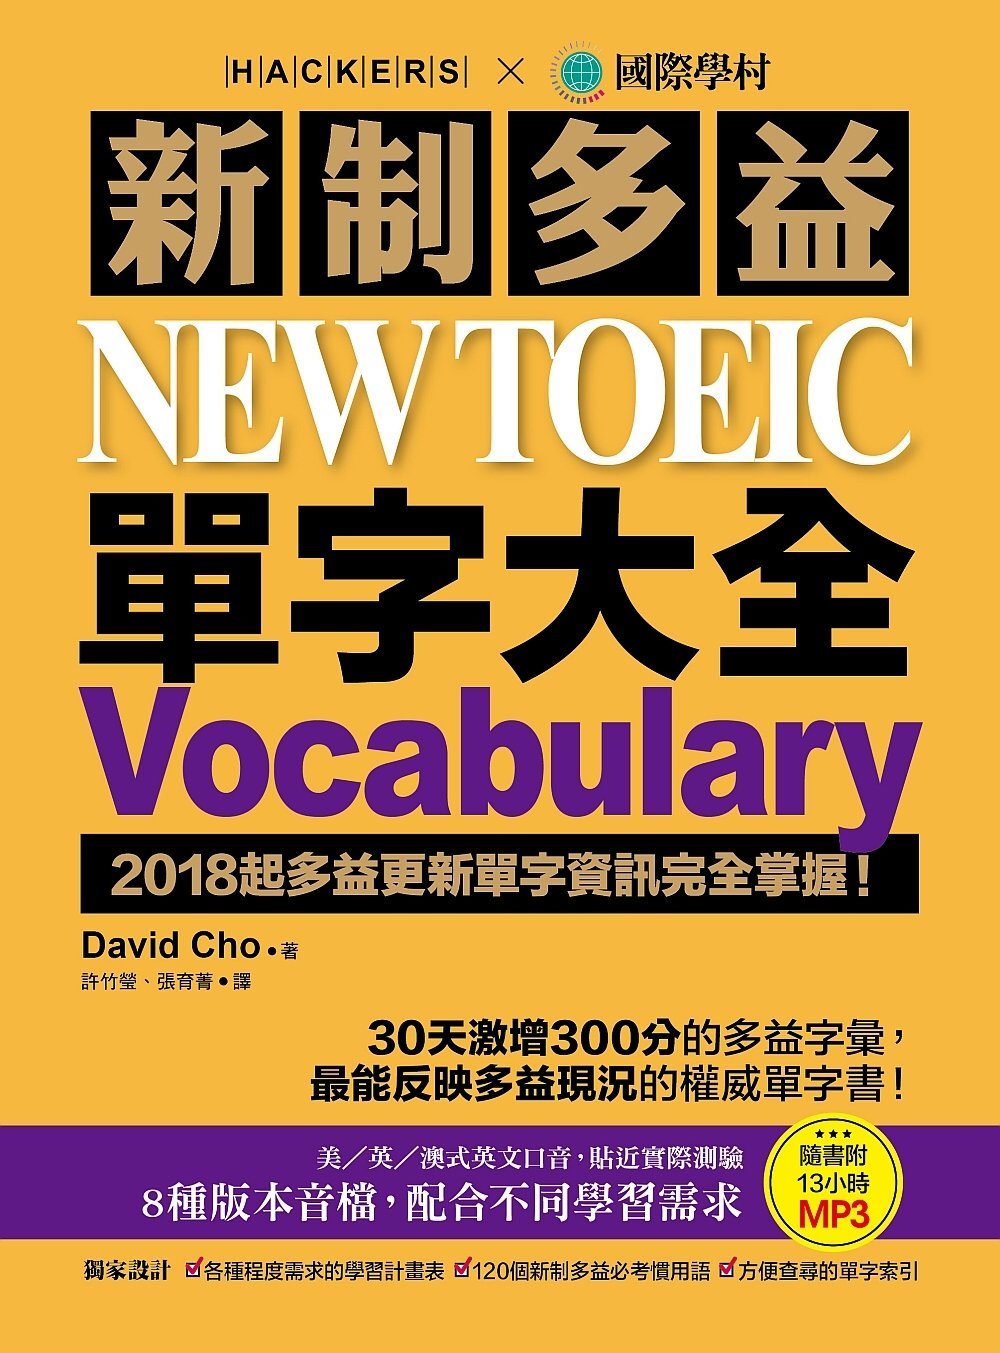 |H|A|C|K|E|R|S| × 國際學村
新制多益
NEW TOEIC
單字大全
Vocabulary
2018起多益更新單字資訊完全掌握！
David Cho•著
許竹瑩、張育菁•譯
30天激增300分的多益字彙，
最能反映多益現況的權威單字書！
美／英／澳式英文口音，貼近實際測驗
8種版本音檔，配合不同學習需求
隨書附
13小時
MP3
獨家設計 ☑各種程度需求的學習計畫表 ☑120個新制多益必考慣用語 ☑方便查尋的單字索引